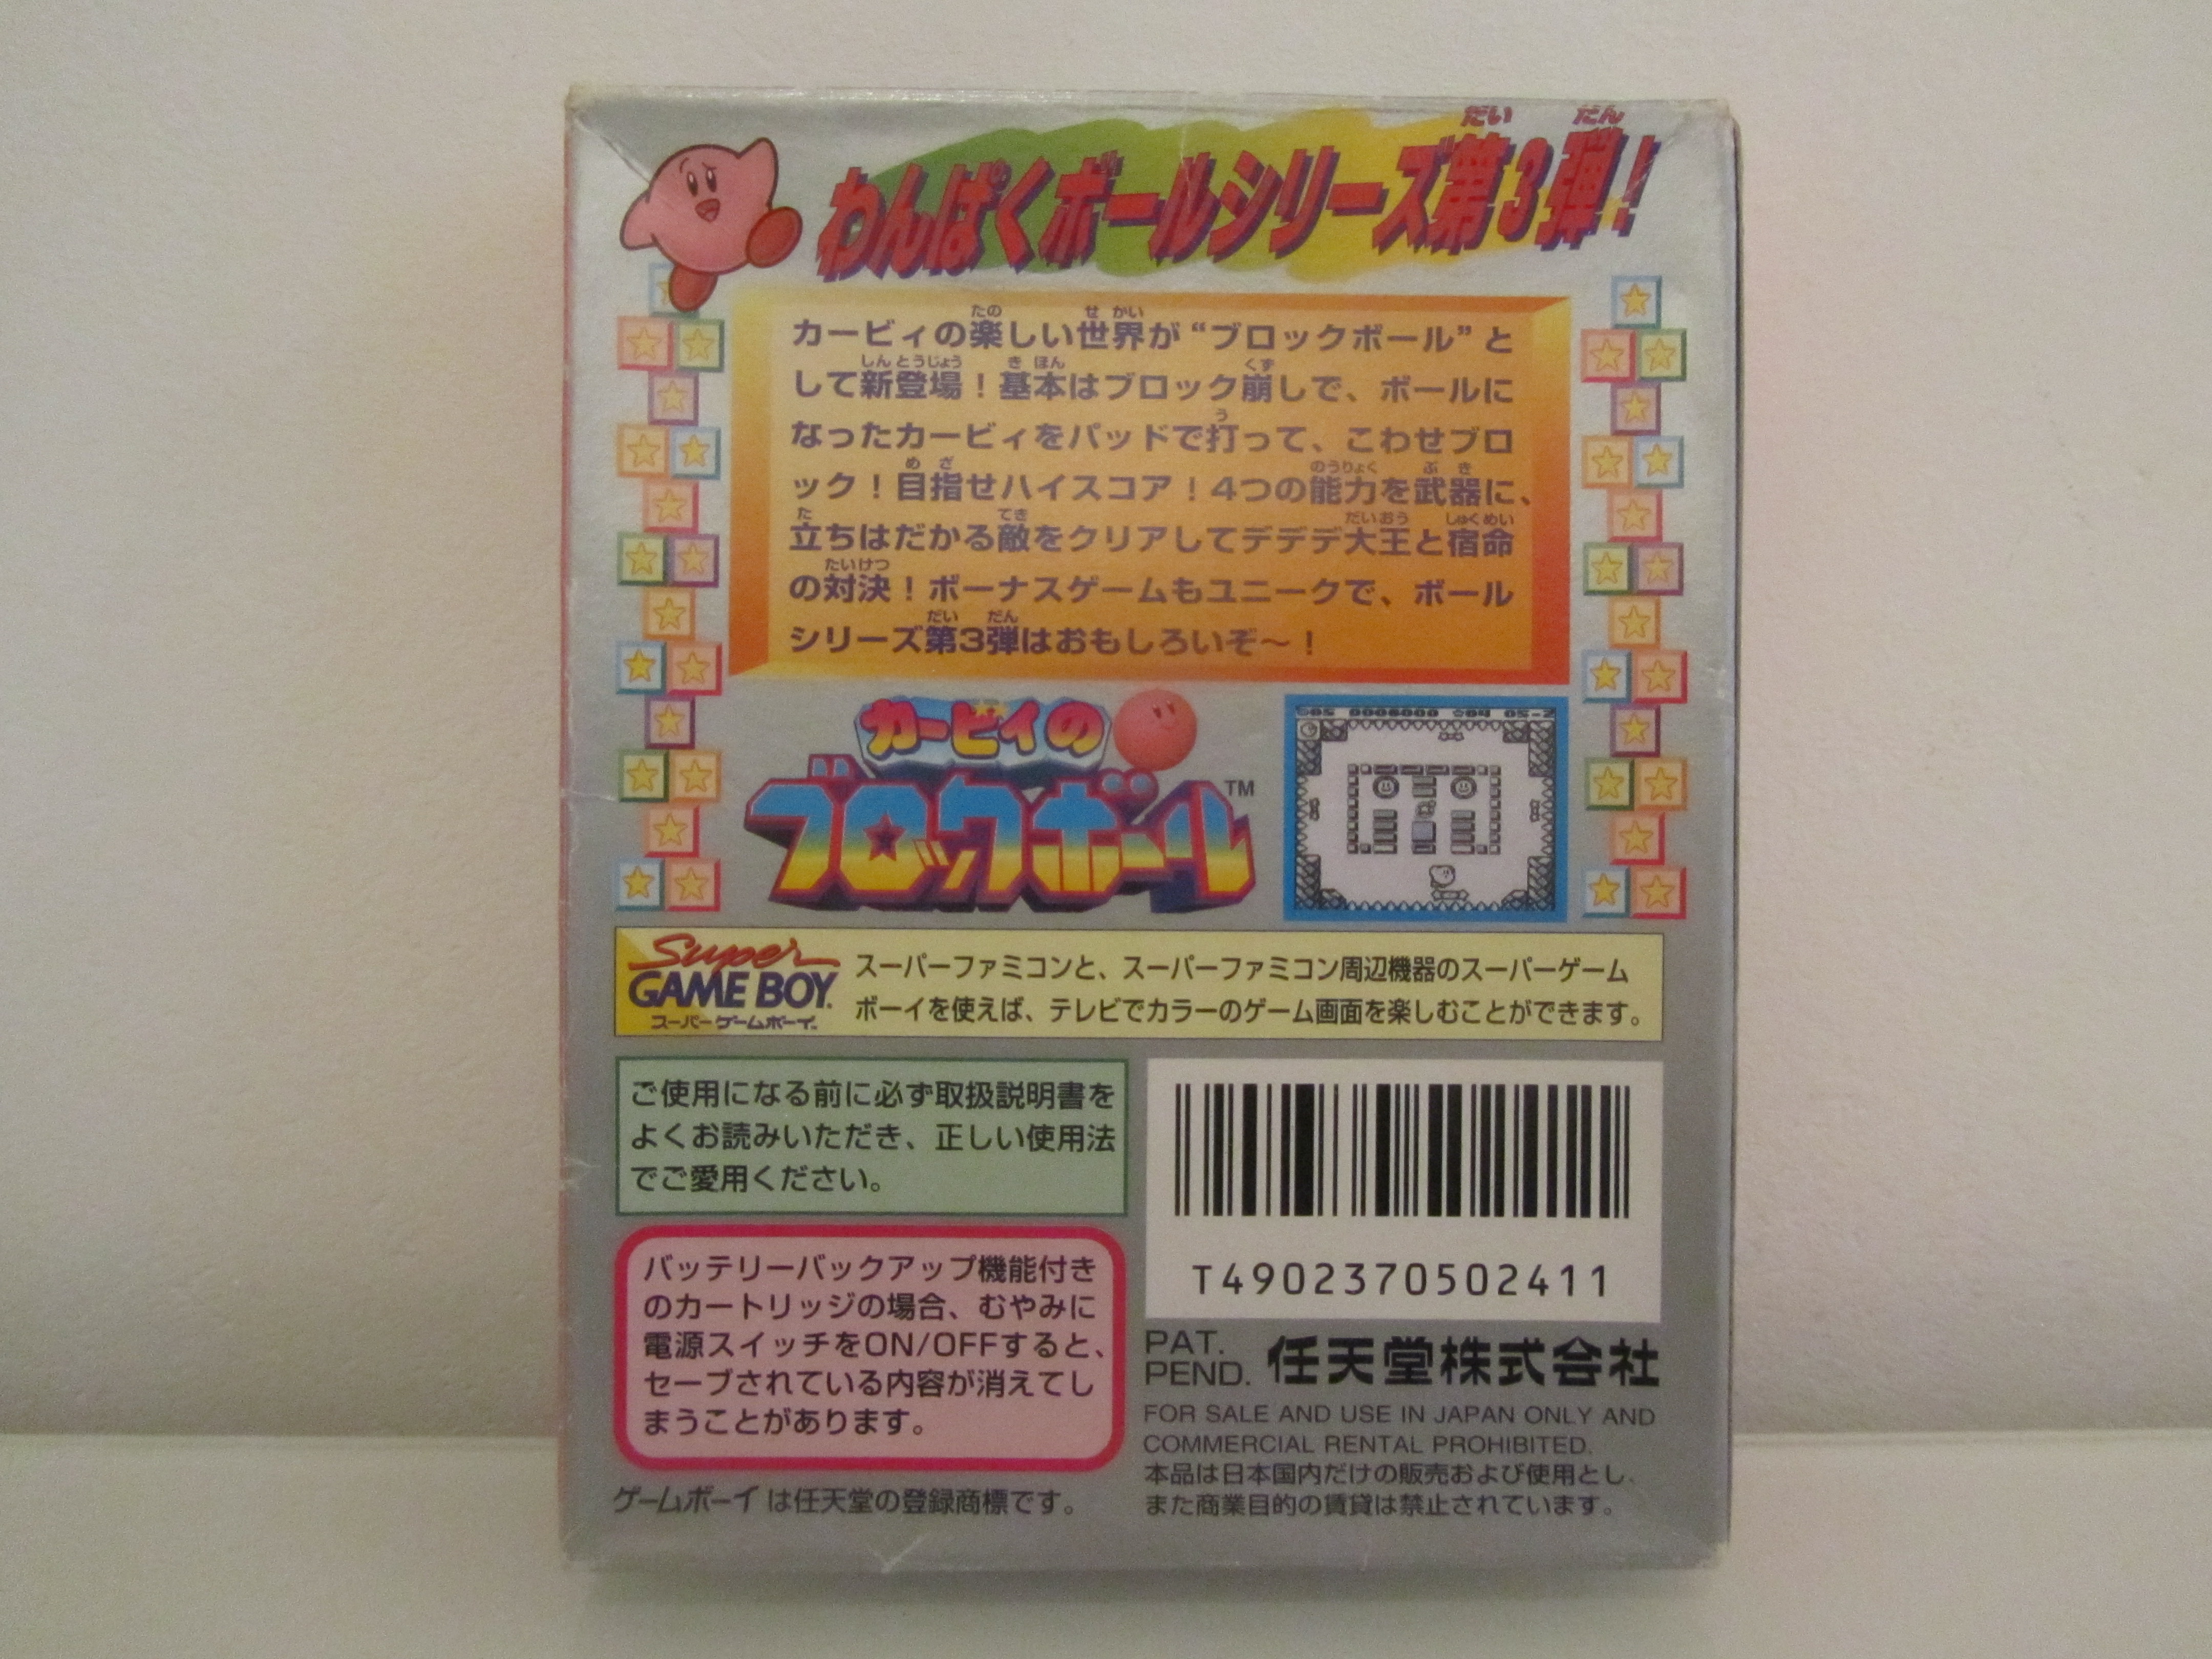 わんぱくボールシリーズ第3弾！
だい だん
カービィの楽しい世界が“ブロックボール”と
たの せ かい
して新登場！基本はブロック崩しで、ボールに
しん とうじょう き ほん くず
なったカービィをパッドで打って、こわせブロ
う
ック！目指せハイスコア！4つの能力を武器に、
め ざ のうりょく ぶ き
立ちはだかる敵をクリアしてデデデ大王と宿命
た てき だいおう しゅくめい
の対決！ボーナスゲームもユニークで、ボール
たいけつ
シリーズ第3弾はおもしろいぞ～！
だい だん
カービィの
ブロックボール™
Super
GAME BOY®
スーパーゲームボーイ™
スーパーファミコンと、スーパーファミコン周辺機器のスーパーゲーム
ボーイを使えば、テレビでカラーのゲーム画面を楽しむことができます。
ご使用になる前に必ず取扱説明書を
よくお読みいただき、正しい使用法
でご愛用ください。
バッテリーバックアップ機能付き
のカートリッジの場合、むやみに
電源スイッチをON/OFFすると、
セーブされている内容が消えてし
まうことがあります。
ゲームボーイは任天堂の登録商標です。
T4902370502411
PAT.
PEND. 任天堂株式会社
FOR SALE AND USE IN JAPAN ONLY AND
COMMERCIAL RENTAL PROHIBITED.
本品は日本国内だけの販売および使用とし、
また商業目的の賃貸は禁止されています。